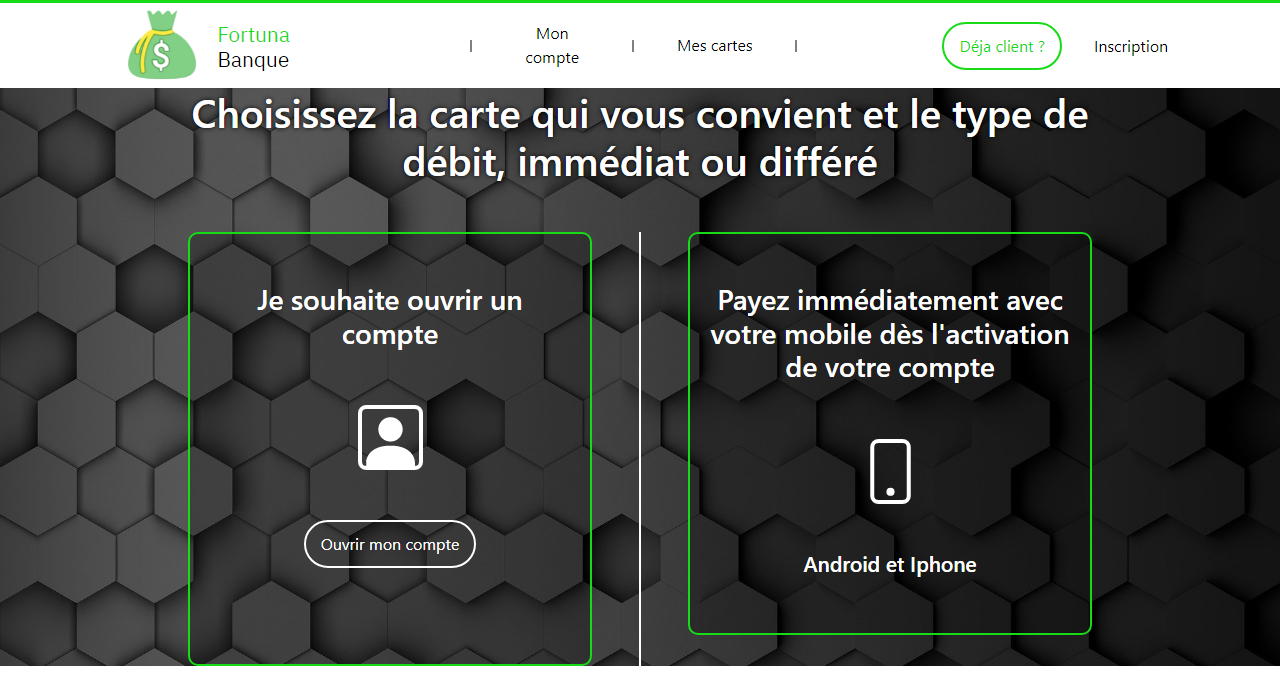 Fortuna
Banque
|
Mon
compte
|
Mes cartes
|
Déja client ?
Inscription
Choisissez la carte qui vous convient et le type de
débit, immédiat ou différé
Je souhaite ouvrir un
compte
Ouvrir mon compte
Payez immédiatement avec
votre mobile dès l'activation
de votre compte
Android et Iphone